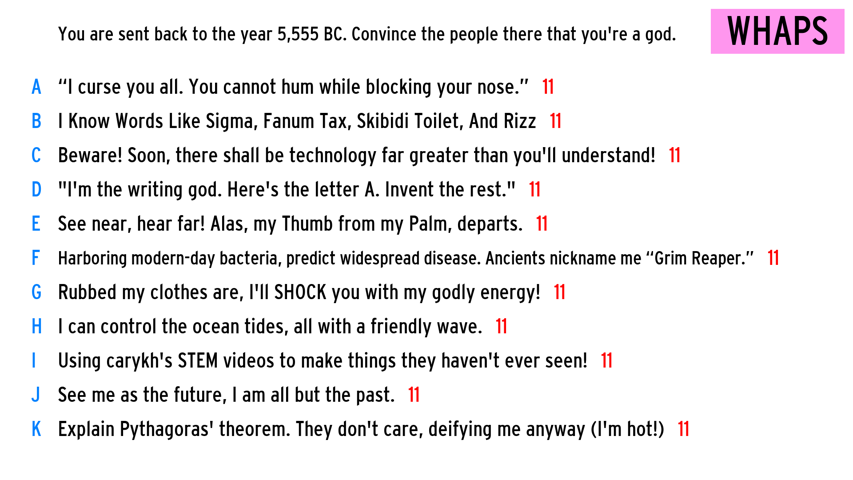 You are sent back to the year 5,555 BC. Convince the people there that you're a god.
WHAPS
A “I curse you all. You cannot hum while blocking your nose.” 11
B I Know Words Like Sigma, Fanum Tax, Skibidi Toilet, And Rizz 11
C Beware! Soon, there shall be technology far greater than you'll understand! 11
D "I'm the writing god. Here's the letter A. Invent the rest." 11
E See near, hear far! Alas, my Thumb from my Palm, departs. 11
F Harboring modern-day bacteria, predict widespread disease. Ancients nickname me “Grim Reaper.” 11
G Rubbed my clothes are, I'll SHOCK you with my godly energy! 11
H I can control the ocean tides, all with a friendly wave. 11
I Using carykh's STEM videos to make things they haven't ever seen! 11
J See me as the future, I am all but the past. 11
K Explain Pythagoras' theorem. They don't care, deifying me anyway (I'm hot!) 11